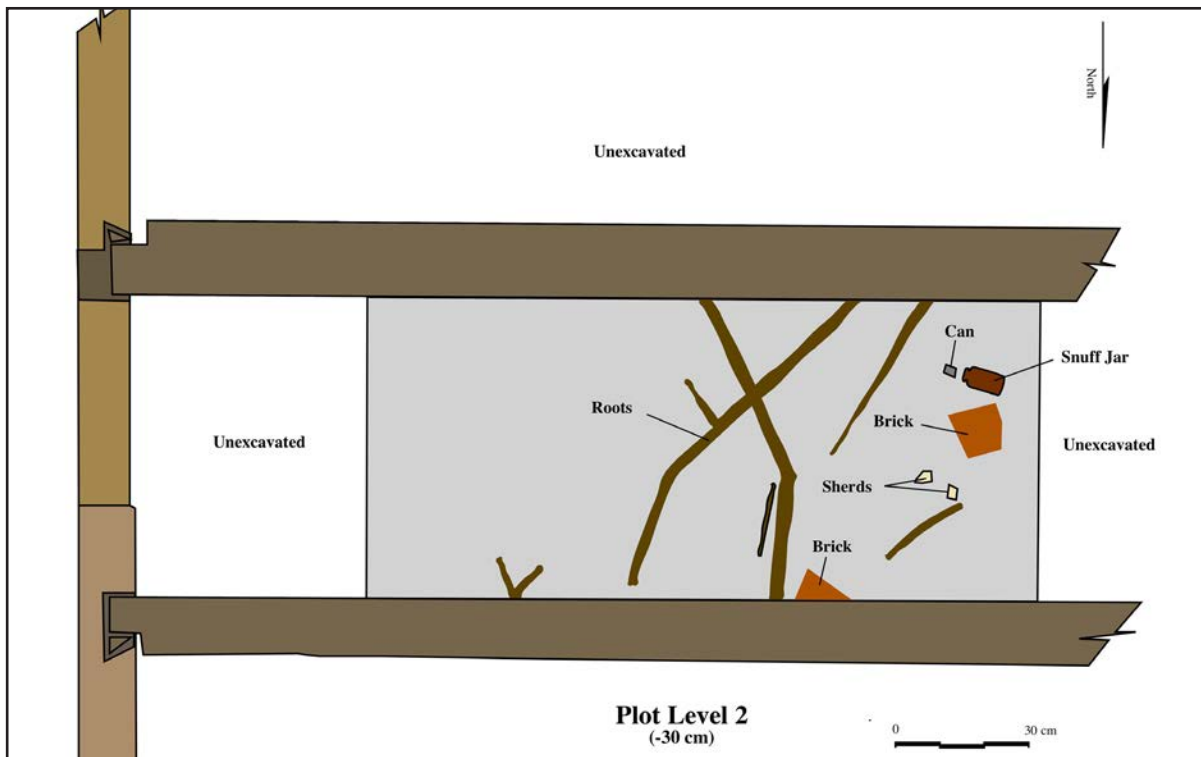 North
Unexcavated
Can
Snuff Jar
Roots
Brick
Unexcavated
Unexcavated
Sherds
Brick
Plot Level 2
(-30 cm)
0 30 cm